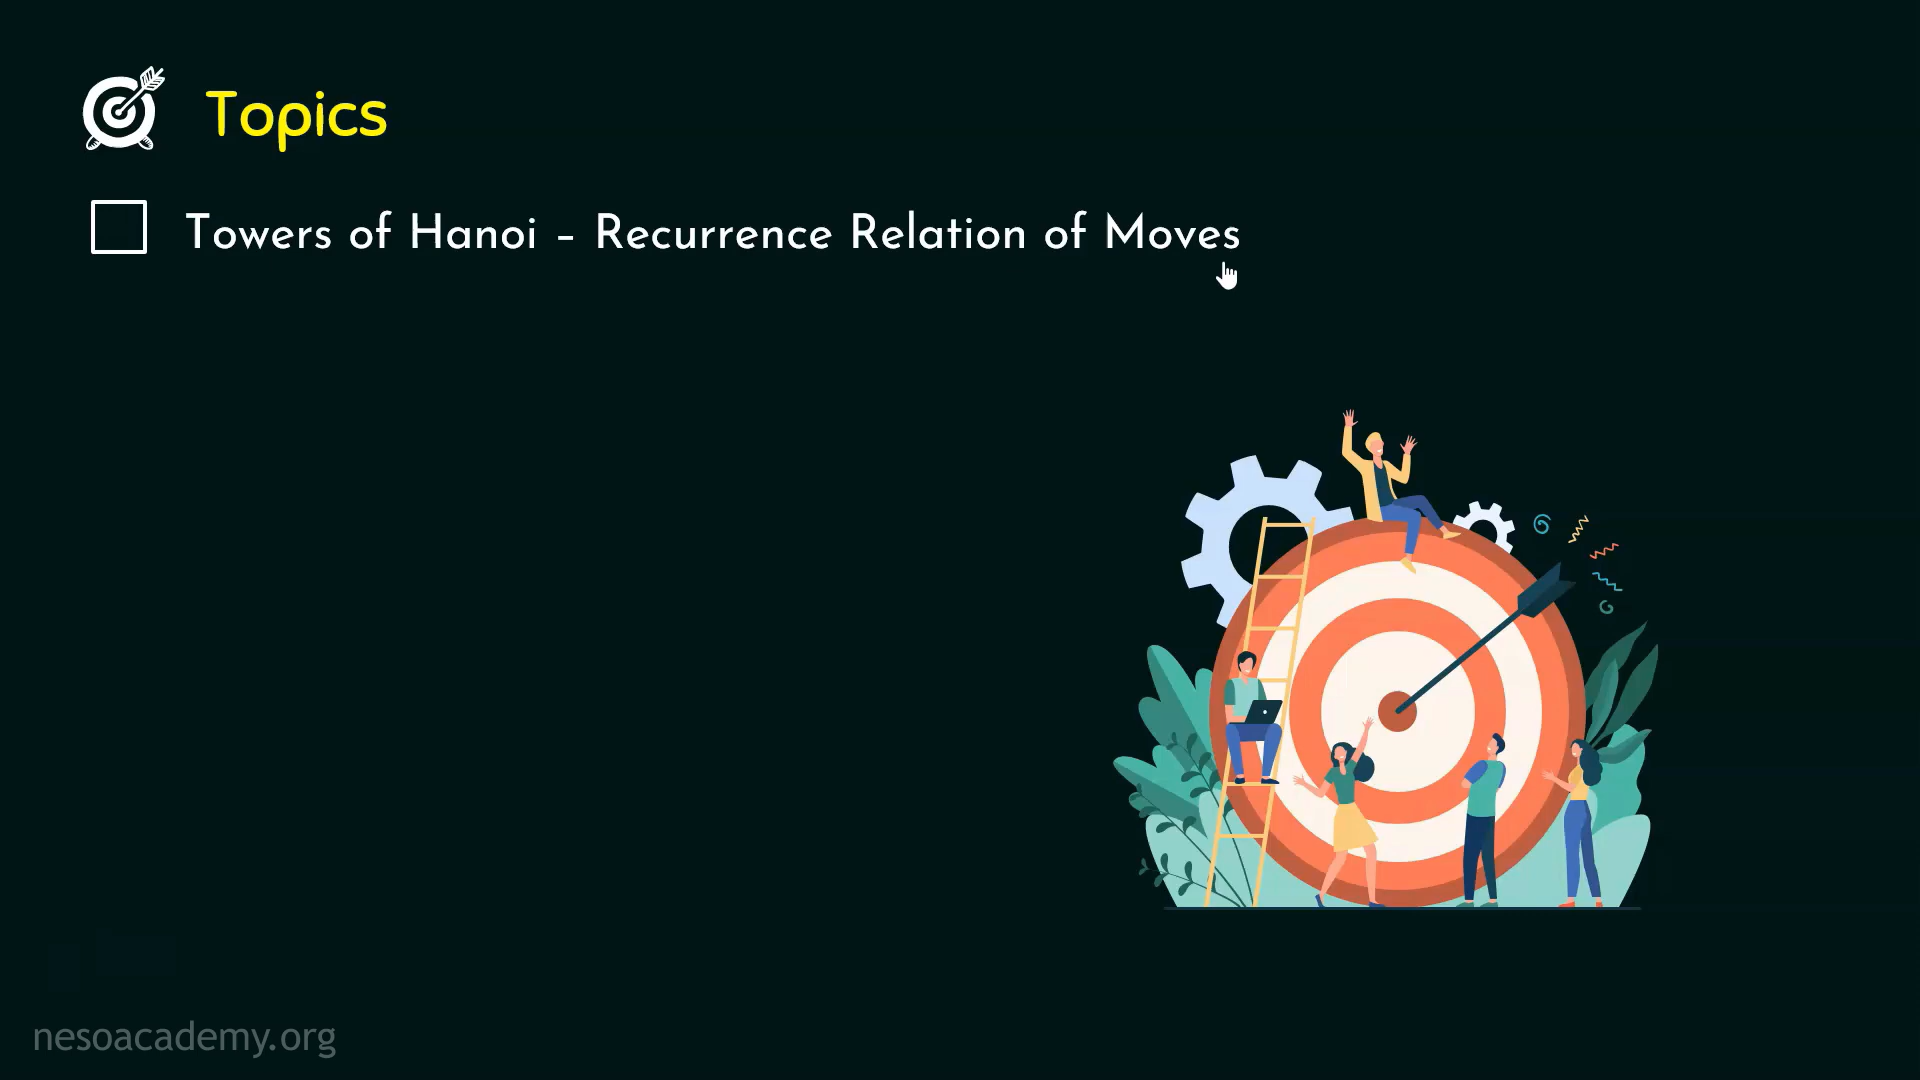 Topics
Towers of Hanoi – Recurrence Relation of Moves
nesoacademy.org